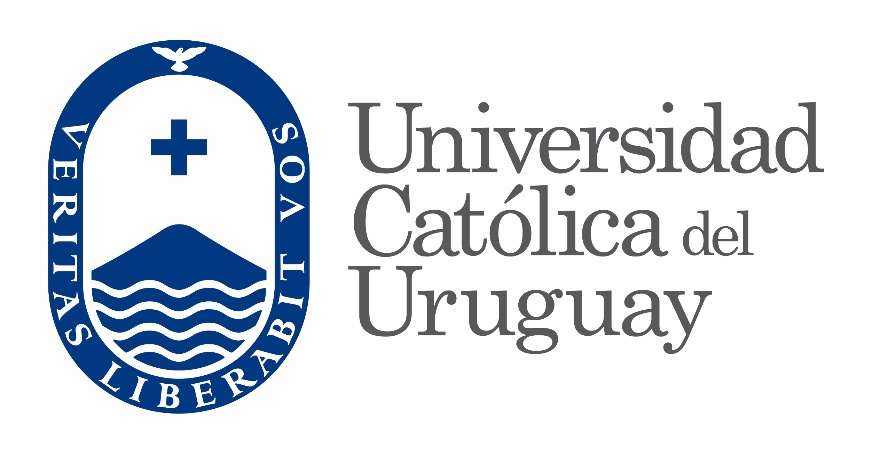 VERITAS LIBERABIT VOS
Universidad
Católica del
Uruguay